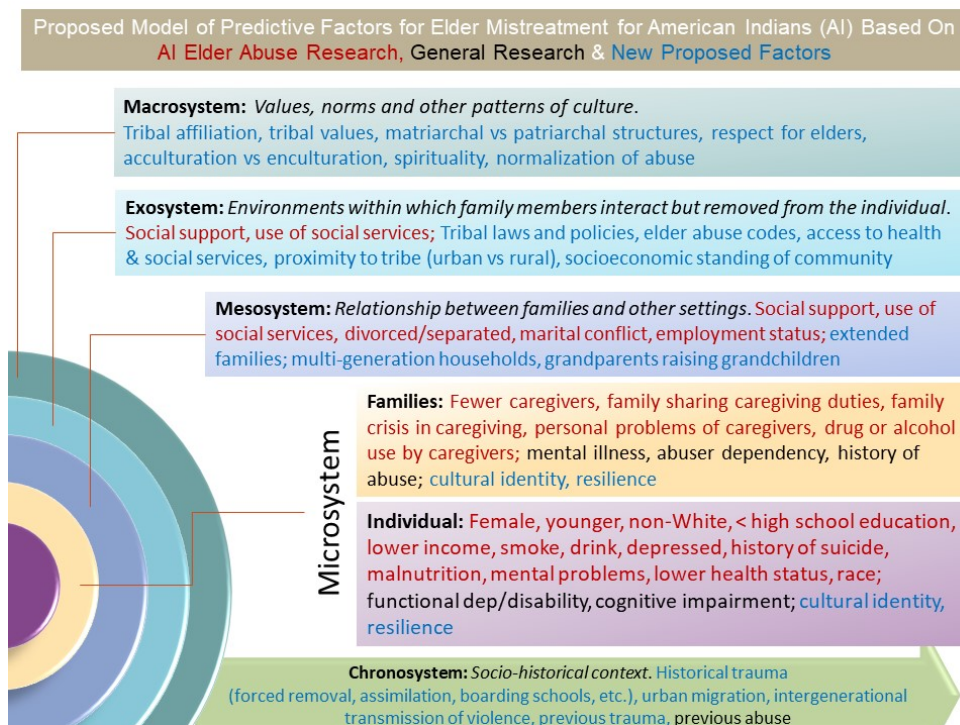 Proposed Model of Predictive Factors for Elder Mistreatment for American Indians (AI) Based On
AI Elder Abuse Research, General Research & New Proposed Factors
Macrosystem: Values, norms and other patterns of culture.
Tribal affiliation, tribal values, matriarchal vs patriarchal structures, respect for elders,
acculturation vs enculturation, spirituality, normalization of abuse
Exosystem: Environments within which family members interact but removed from the individual.
Social support, use of social services; Tribal laws and policies, elder abuse codes, access to health
& social services, proximity to tribe (urban vs rural), socioeconomic standing of community
Mesosystem: Relationship between families and other settings. Social support, use of
social services, divorced/separated, marital conflict, employment status; extended
families; multi-generation households, grandparents raising grandchildren
Microsystem
Families: Fewer caregivers, family sharing caregiving duties, family
crisis in caregiving, personal problems of caregivers, drug or alcohol
use by caregivers; mental illness, abuser dependency, history of
abuse; cultural identity, resilience
Individual: Female, younger, non-White, < high school education,
lower income, smoke, drink, depressed, history of suicide,
malnutrition, mental problems, lower health status, race;
functional dep/disability, cognitive impairment; cultural identity,
resilience
Chronosystem: Socio-historical context. Historical trauma
(forced removal, assimilation, boarding schools, etc.), urban migration, intergenerational
transmission of violence, previous trauma, previous abuse